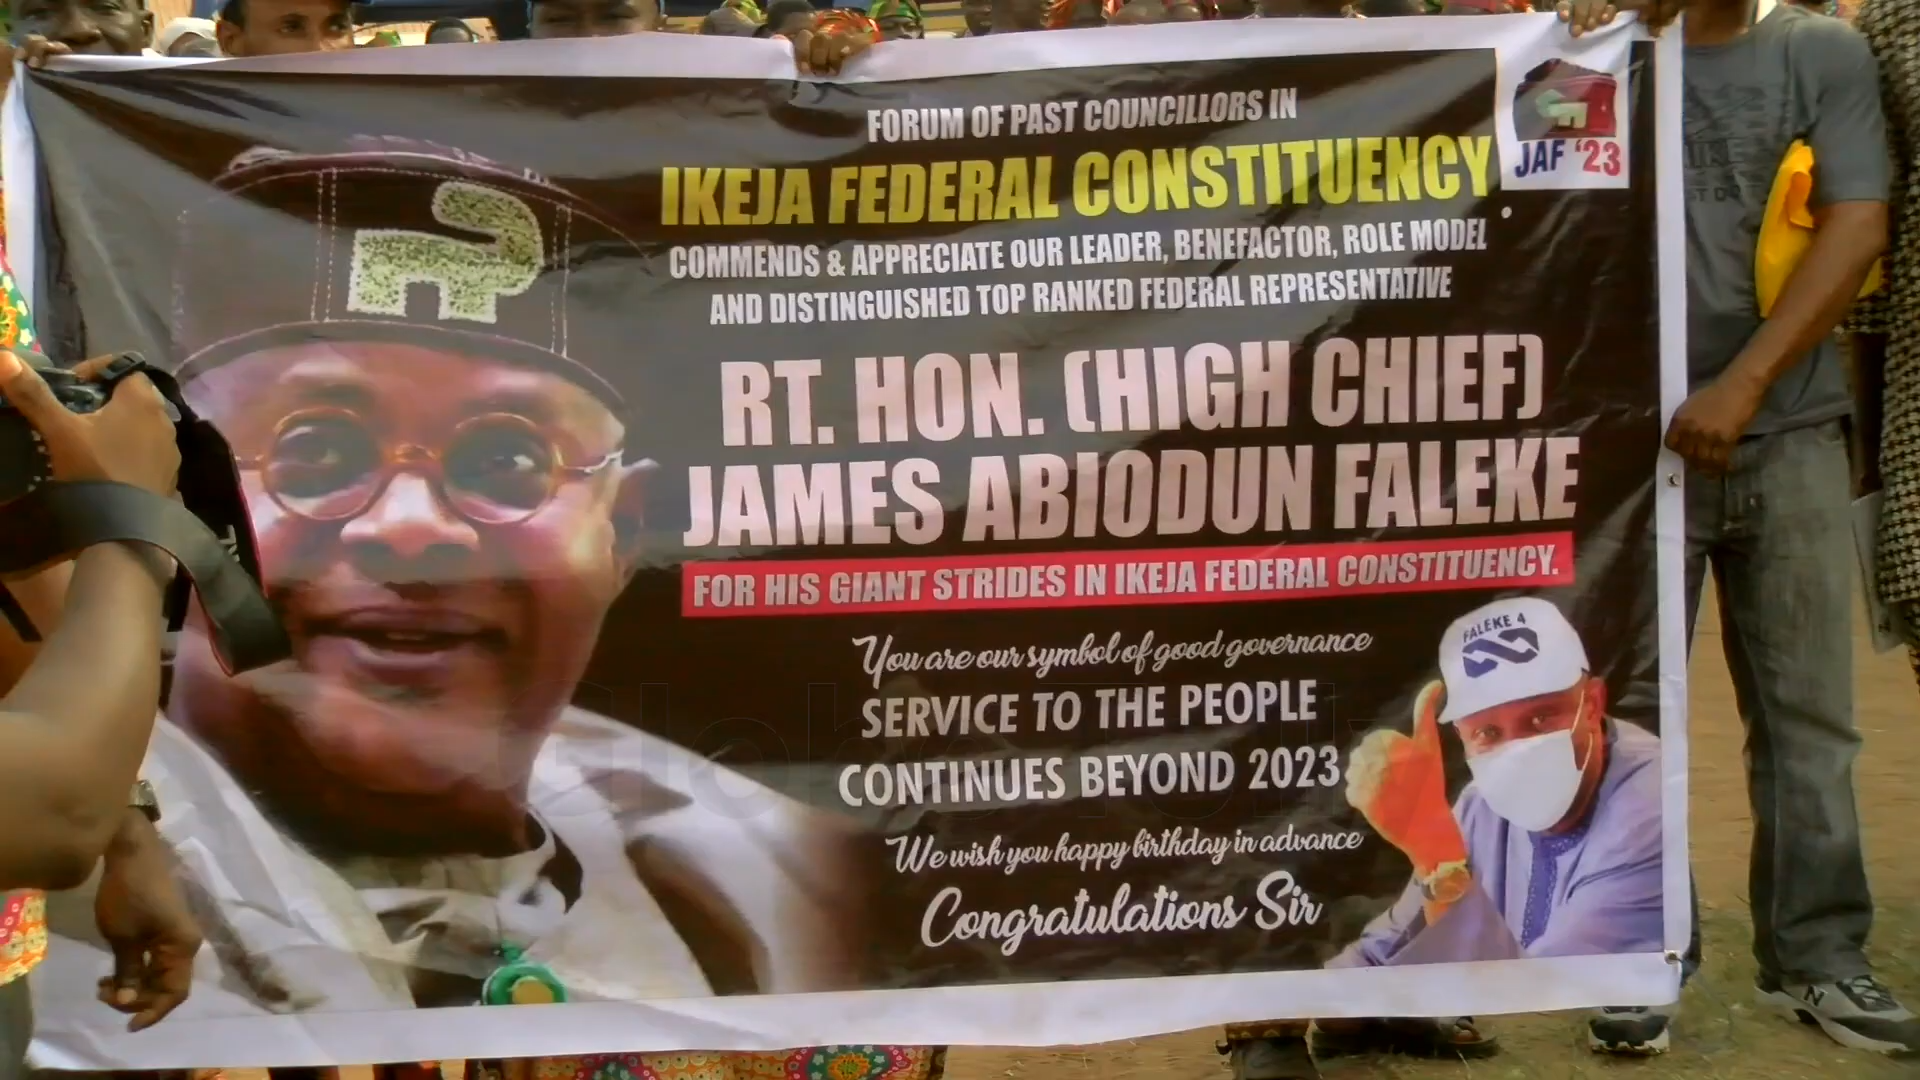 FORUM OF PAST COUNCILLORS IN
IKEJA FEDERAL CONSTITUENCY
COMMENDS & APPRECIATE OUR LEADER, BENEFACTOR, ROLE MODEL
AND DISTINGUISHED TOP RANKED FEDERAL REPRESENTATIVE
RT. HON. (HIGH CHIEF)
JAMES ABIODUN FALEKE
FOR HIS GIANT STRIDES IN IKEJA FEDERAL CONSTITUENCY.
You are our symbol of good governance
SERVICE TO THE PEOPLE
CONTINUES BEYOND 2023
We wish you happy birthday in advance
Congratulations Sir
JAF '23
FALEKE 4